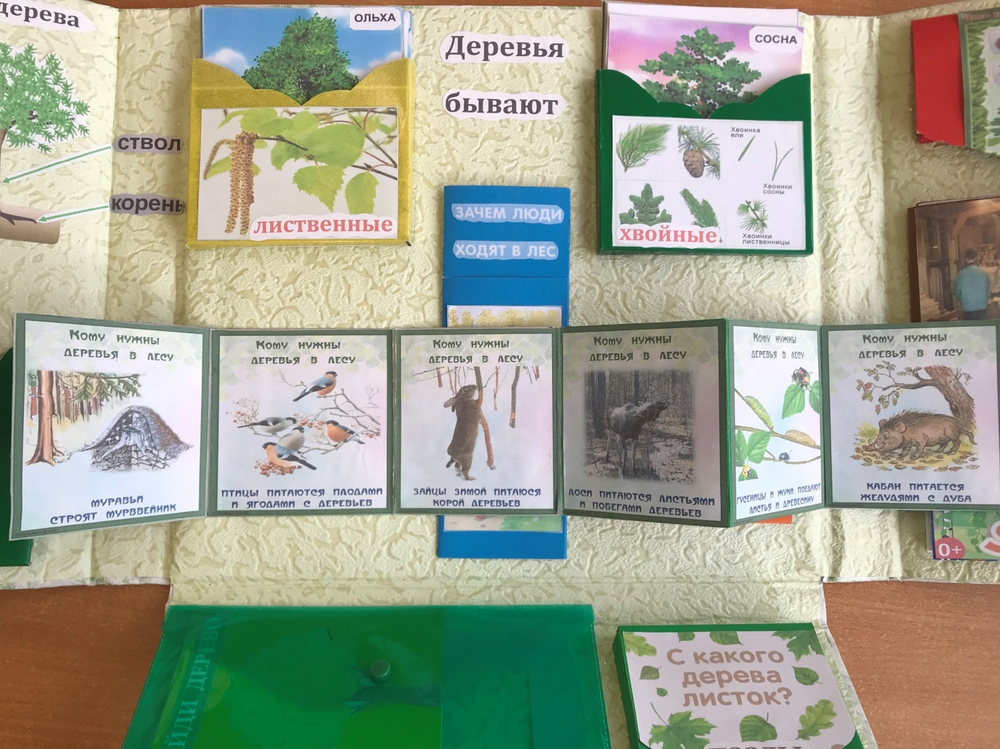 дерева
ствол
корень
ОЛЬХА
лиственные
Деревья
бывают
СОСНА
Хвоинка
ели
Хвоинки
сосны
Хвоинки
лиственницы
хвойные
ЗАЧЕМ ЛЮДИ
ХОДЯТ В ЛЕС
Кому нужны
деревья в лесу
муравьи
строят мурввейник
Кому нужны
деревья в лесу
птицы питаются плодами
и ягодами с деревьев
Кому нужны
деревья в лесу
зайцы зимой питаюся
корой деревьев
Кому нужны
деревья в лесу
лоси питаются листьями
и побегами деревьев
Кому нужны
деревья в лесу
гусеницы и жуки поедают
листья и древесину
Кому нужны
деревья в лесу
кабан питается
желудями с дуба
0+
ЙДИ ДЕРЕВО
С какого
дерева
листок?